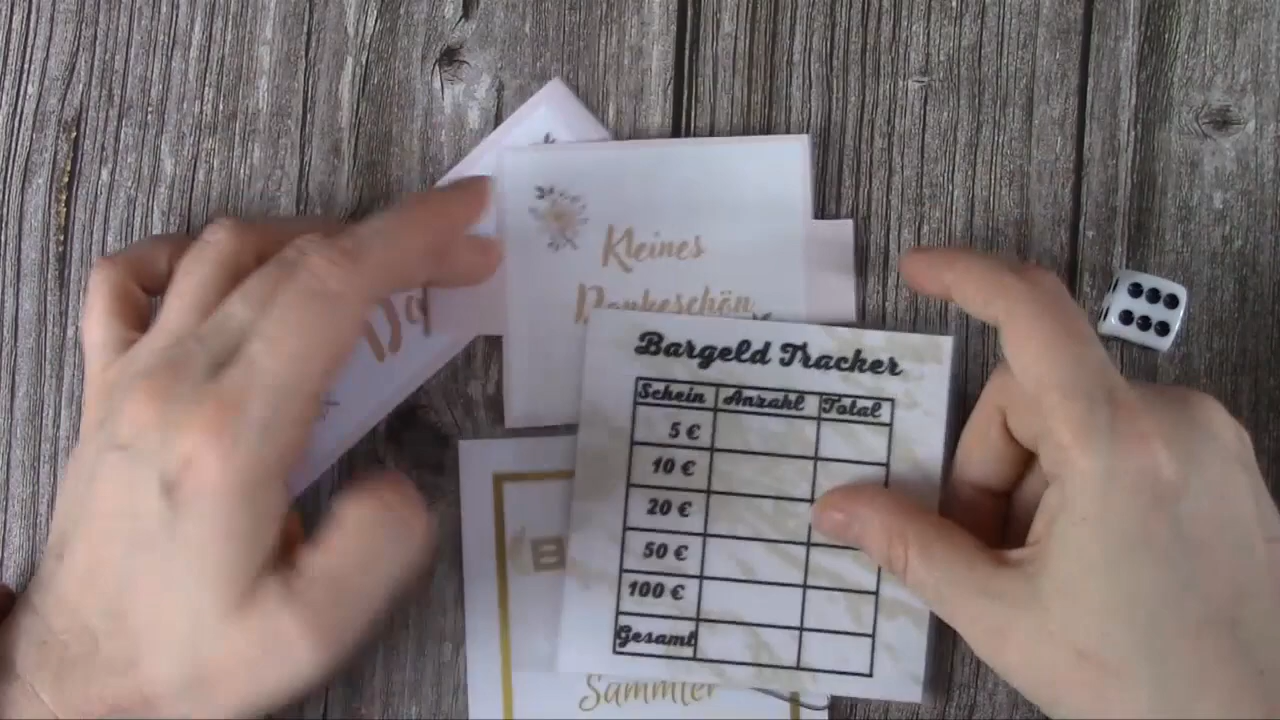 Kleines
Dankeschön
Bargeld Tracker
Schein Anzahl Total
5 €
10 €
20 €
50 €
100 €
Gesamt
Sammler